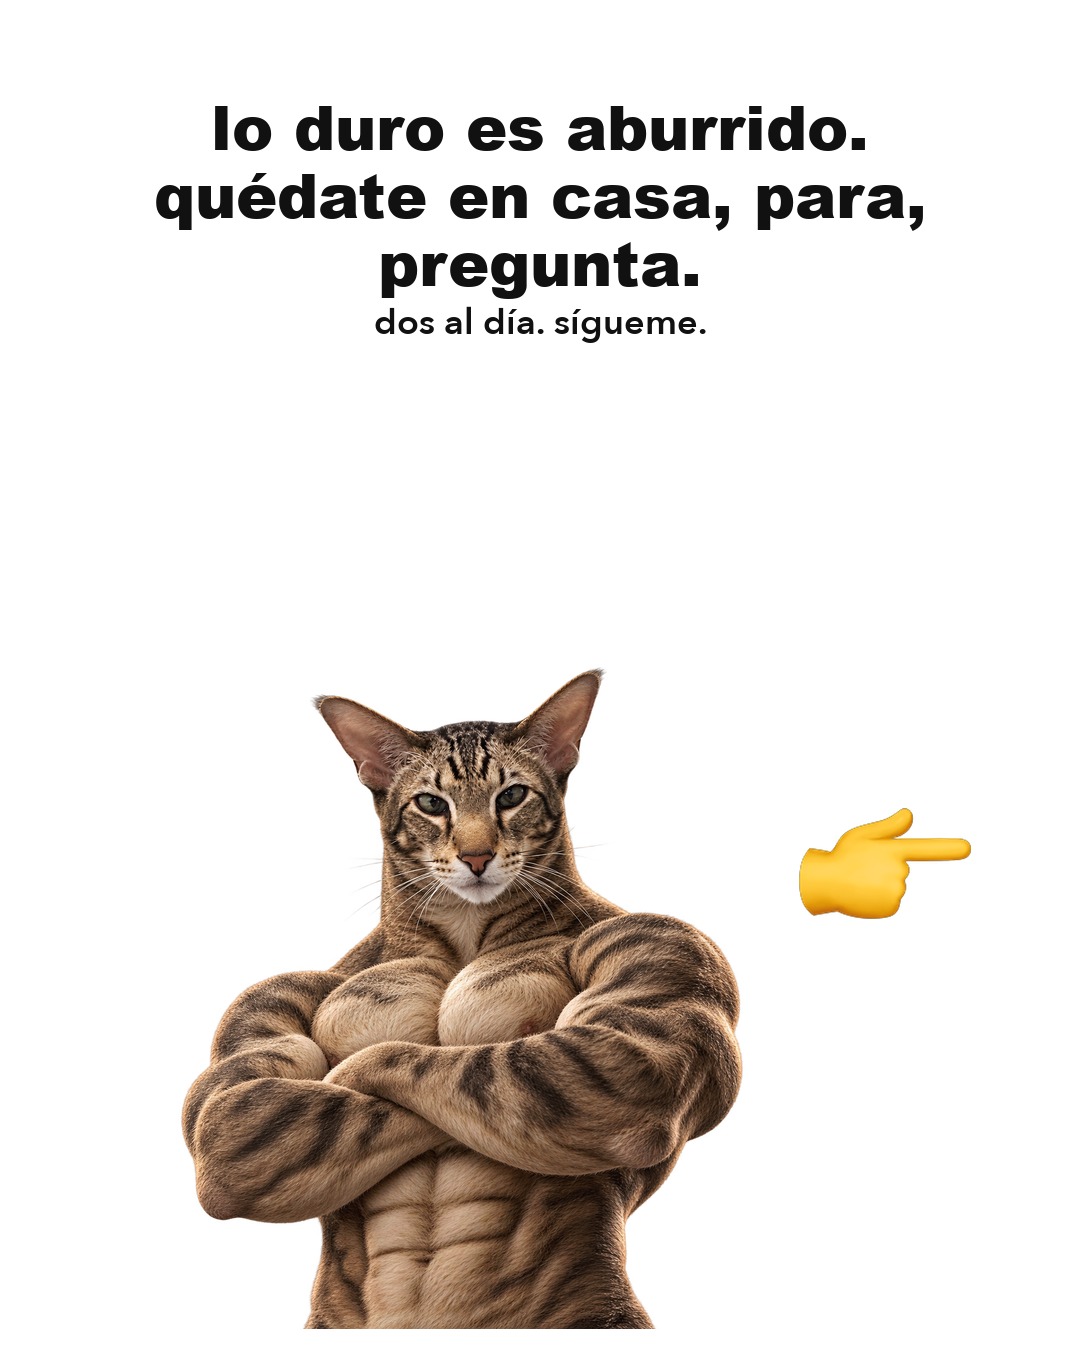 lo duro es aburrido.
quédate en casa, para,
pregunta.
dos al día. sígueme.